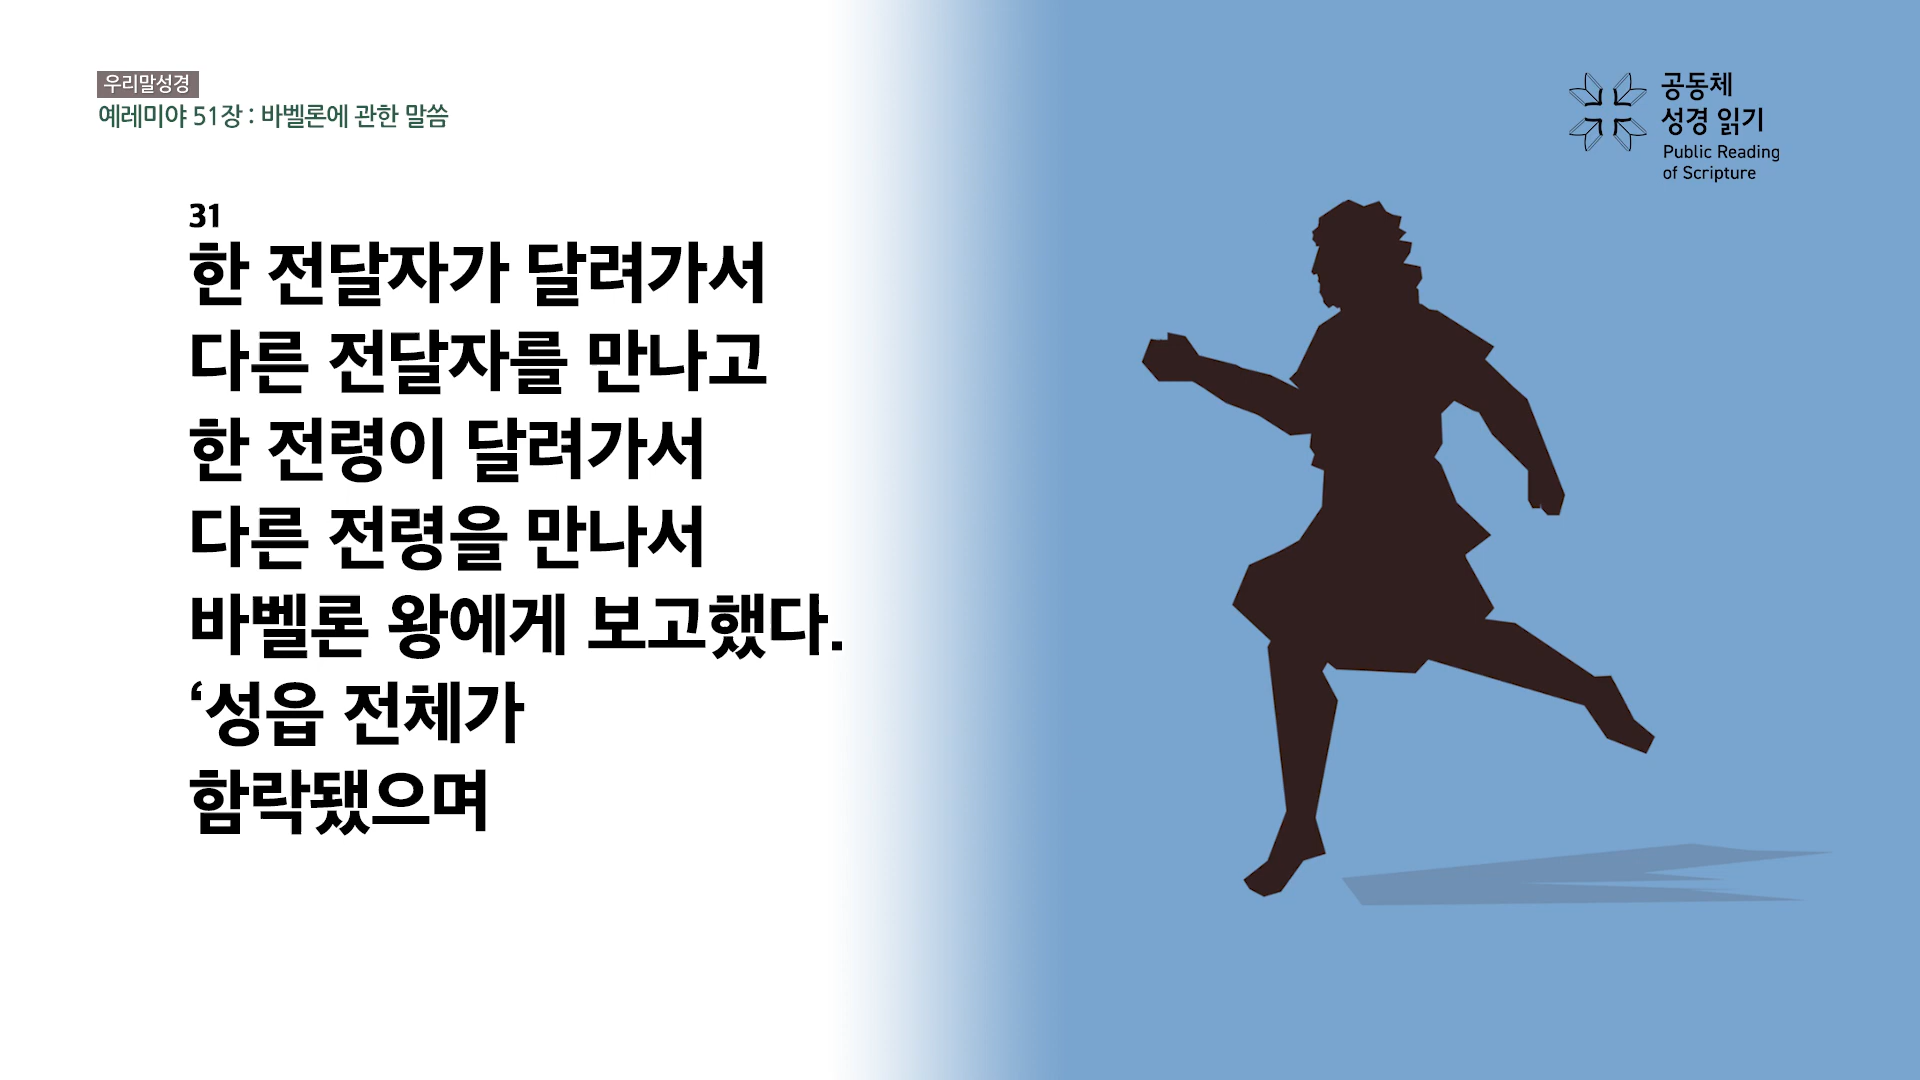 우리말성경
예레미야 51장 : 바벨론에 관한 말씀
공동체
성경 읽기
Public Reading
of Scripture
31
한 전달자가 달려가서
다른 전달자를 만나고
한 전령이 달려가서
다른 전령을 만나서
바벨론 왕에게 보고했다.
‘성읍 전체가
함락됐으며